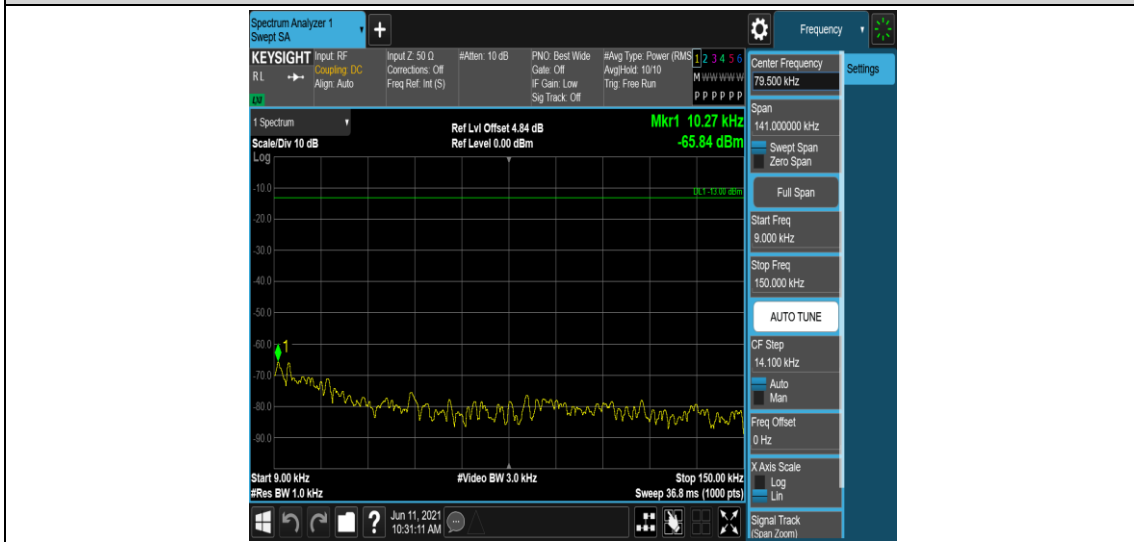 Spectrum Analyzer 1
Swept SA
+
Frequency
KEYSIGHT
RL
LXI
Input: RF
Coupling: DC
Align: Auto
Input Z: 50 Ω
Corrections: Off
Freq Ref: Int (S)
#Atten: 10 dB
PNO: Best Wide
Gate: Off
IF Gain: Low
Sig Track: Off
#Avg Type: Power (RMS
Avg|Hold: 10/10
Trig: Free Run
1 2 3 4 5 6
M W W W W W
P P P P P P
Center Frequency
79.500 kHz
Settings
Span
141.000000 kHz
Swept Span
Zero Span
Full Span
Start Freq
9.000 kHz
Stop Freq
150.000 kHz
AUTO TUNE
CF Step
14.100 kHz
Auto
Man
Freq Offset
0 Hz
X Axis Scale
Log
Lin
Signal Track
(Span Zoom)
1 Spectrum
Scale/Div 10 dB
Log
Ref Lvl Offset 4.84 dB
Ref Level 0.00 dBm
Mkr1 10.27 kHz
-65.84 dBm
DL1 -13.00 dBm
-10.0
-20.0
-30.0
-40.0
-50.0
-60.0
1
-70.0
-80.0
-90.0
Start 9.00 kHz
#Video BW 3.0 kHz
Stop 150.00 kHz
#Res BW 1.0 kHz
Sweep 36.8 ms (1000 pts)
?
Jun 11, 2021
10:31:11 AM